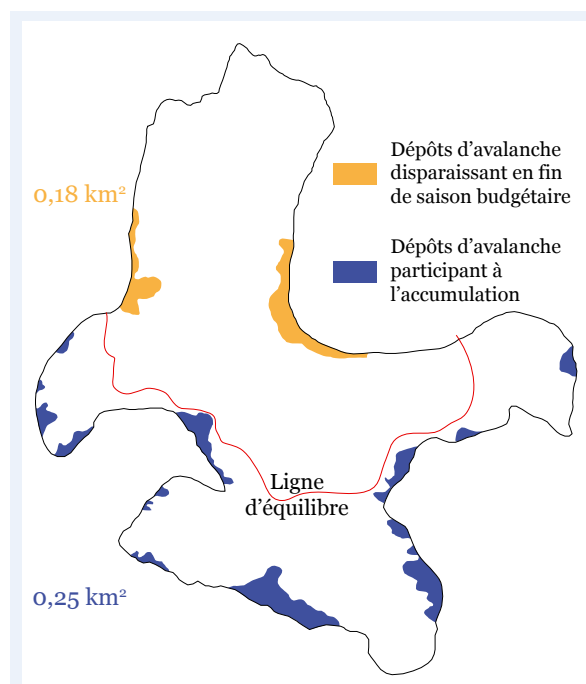 Dépôts d’avalanche
disparaissant en fin
de saison budgétaire
0,18 km²
Dépôts d’avalanche
participant à
l’accumulation
Ligne
d’équilibre
0,25 km²